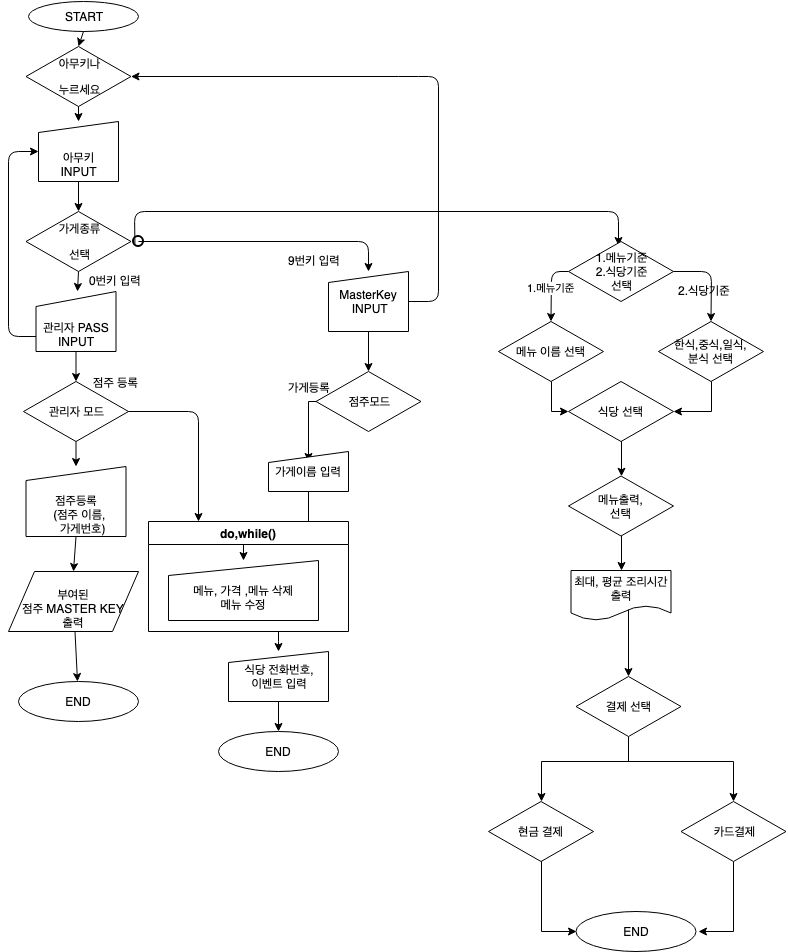 START
아무키나
누르세요
아무키
INPUT
가게종류
선택
0번키 입력
9번키 입력
관리자 PASS
INPUT
MasterKey
INPUT
1.메뉴기준
2.식당기준
선택
1.메뉴기준
2.식당기준
메뉴 이름 선택
한식,중식,일식,
분식 선택
점주 등록
관리자 모드
가게등록
점주모드
식당 선택
가게이름 입력
점주등록
(점주 이름,
가게번호)
메뉴출력,
선택
do,while()
메뉴, 가격 ,메뉴 삭제
메뉴 수정
부여된
점주 MASTER KEY
출력
최대, 평균 조리시간
출력
식당 전화번호,
이벤트 입력
END
END
결제 선택
현금 결제
카드결제
END